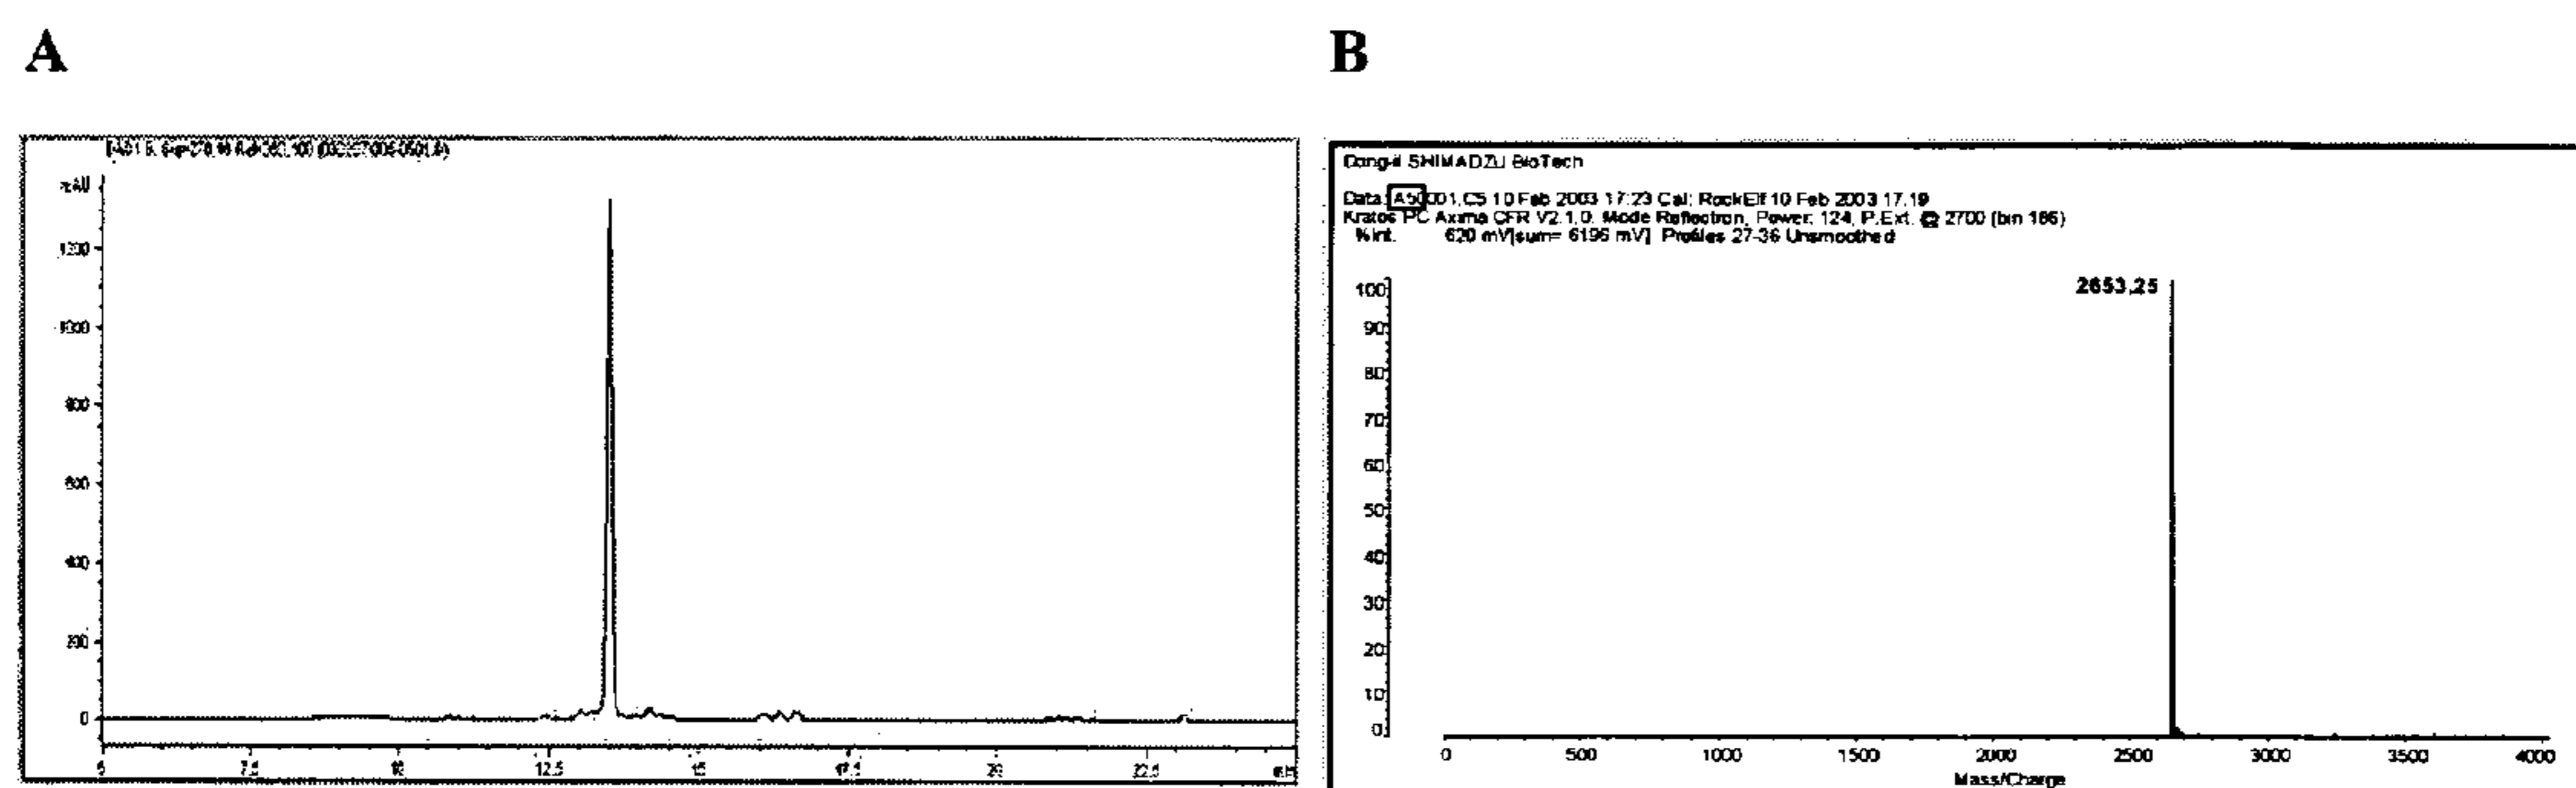 A
B
mAU
1200
1000
800
600
400
200
0
5 7.5 10 12.5 15 17.5 20 22.5 min
Dong-il SHIMADZU BioTech
Data: A50001.C5 10 Feb 2003 17:23 Cal: RockElf 10 Feb 2003 17.19
Kratos PC Axima CFR V2.1.0: Mode Reflectron, Power: 124, P.Ext. @ 2700 (bin 186)
%Int. 620 mV[sum= 6196 mV] Profiles 27-36 Unsmoothed
2653.25
100
90
80
70
60
50
40
30
20
10
0
0 500 1000 1500 2000 2500 3000 3500 4000
Mass/Charge